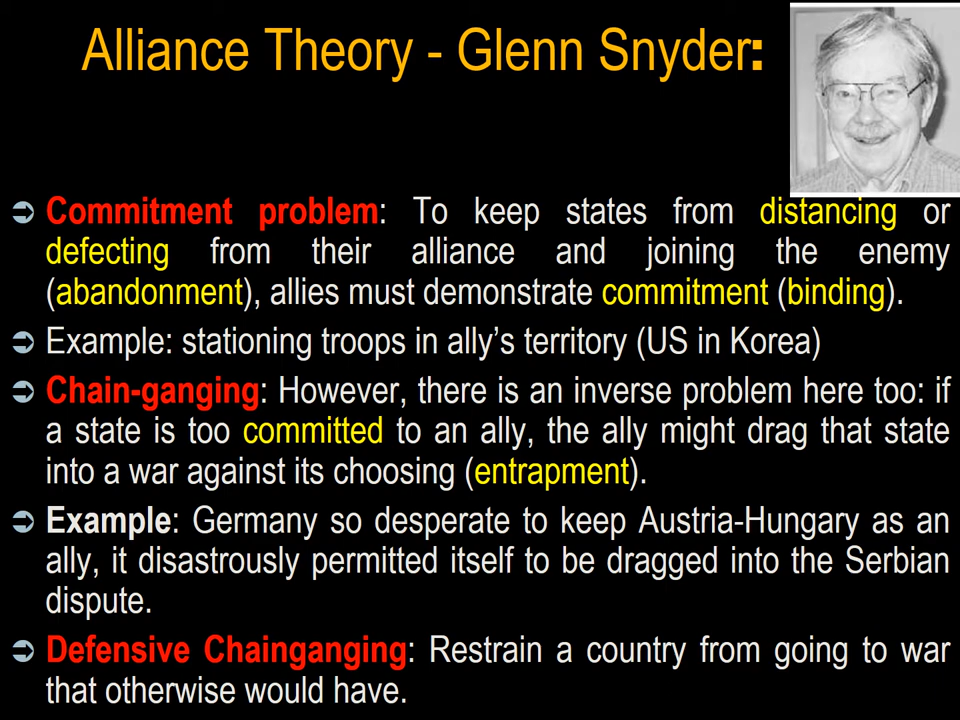 Alliance Theory - Glenn Snyder:
Commitment problem: To keep states from distancing or
defecting from their alliance and joining the enemy
(abandonment), allies must demonstrate commitment (binding).
Example: stationing troops in ally's territory (US in Korea)
Chain-ganging: However, there is an inverse problem here too: if
a state is too committed to an ally, the ally might drag that state
into a war against its choosing (entrapment).
Example: Germany so desperate to keep Austria-Hungary as an
ally, it disastrously permitted itself to be dragged into the Serbian
dispute.
Defensive Chainganging: Restrain a country from going to war
that otherwise would have.